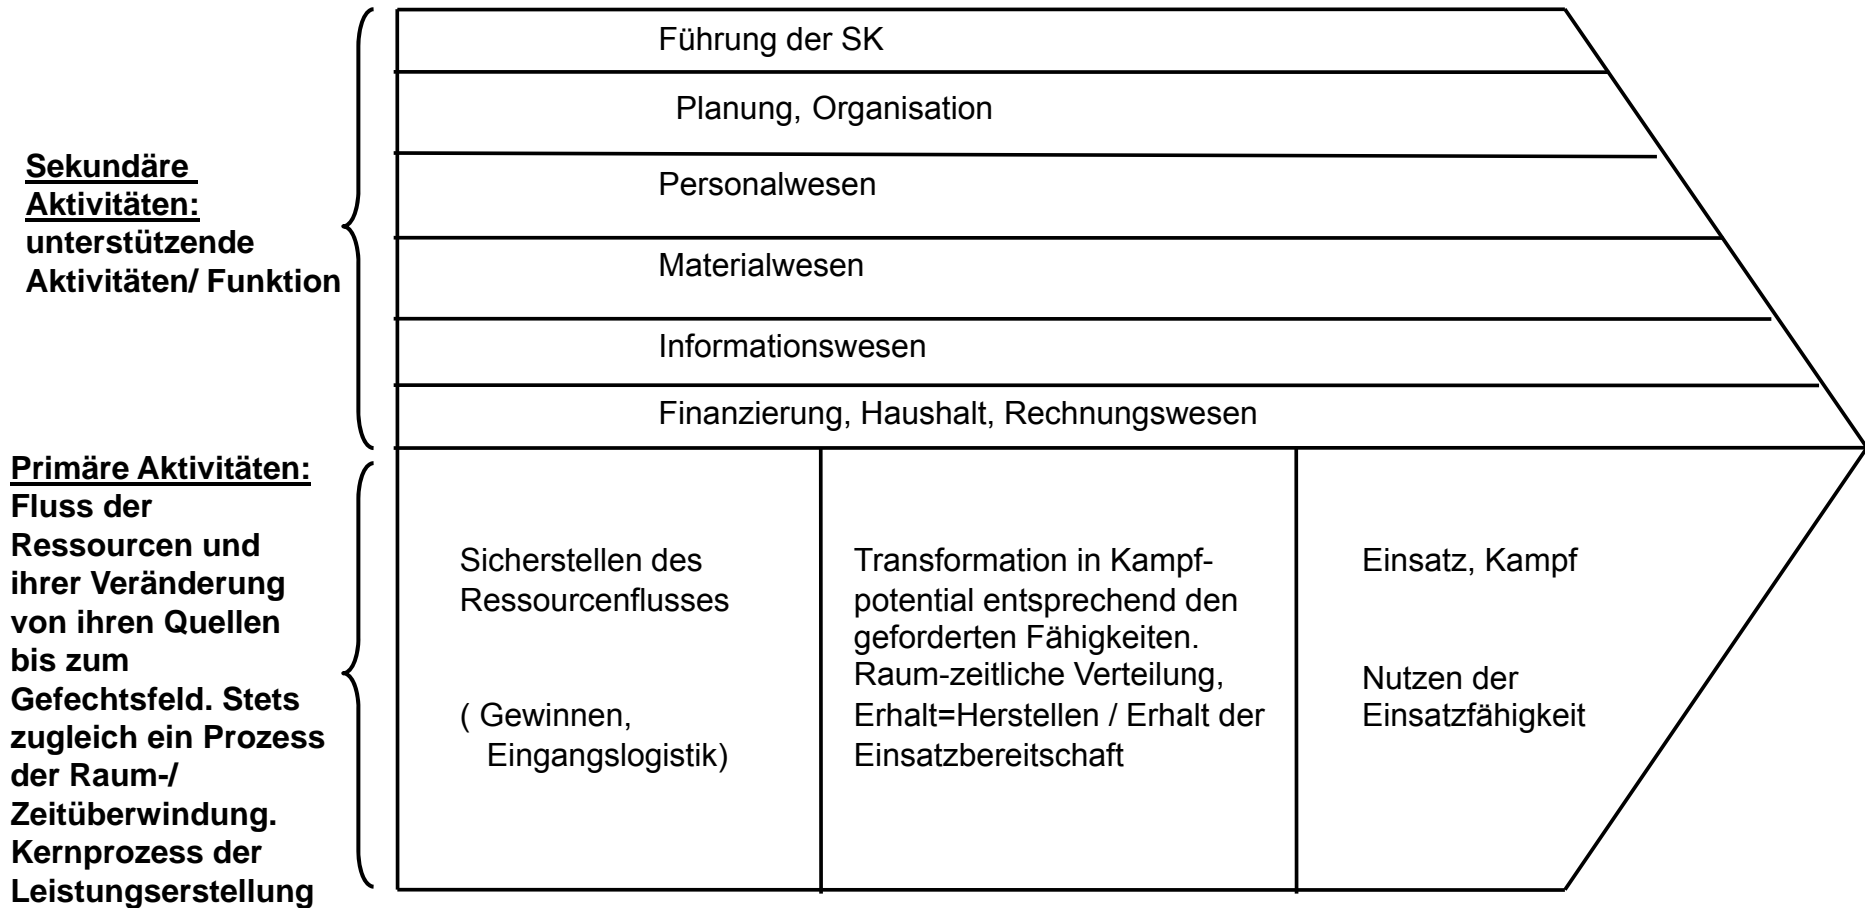 Führung der SK
Planung, Organisation
Sekundäre
Aktivitäten:
unterstützende
Aktivitäten/ Funktion
Personalwesen
Materialwesen
Informationswesen
Finanzierung, Haushalt, Rechnungswesen
Primäre Aktivitäten:
Fluss der
Ressourcen und
ihrer Veränderung
von ihren Quellen
bis zum
Gefechtsfeld. Stets
zugleich ein Prozess
der Raum-/
Zeitüberwindung.
Kernprozess der
Leistungserstellung
Sicherstellen des
Ressourcenflusses
( Gewinnen,
Eingangslogistik)
Transformation in Kampf-
potential entsprechend den
geforderten Fähigkeiten.
Raum-zeitliche Verteilung,
Erhalt=Herstellen / Erhalt der
Einsatzbereitschaft
Einsatz, Kampf
Nutzen der
Einsatzfähigkeit